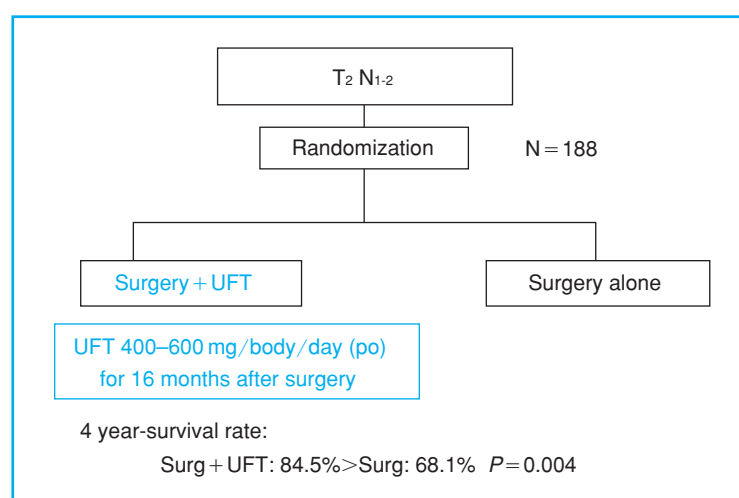 T₂ N₁₋₂
Randomization
N = 188
Surgery + UFT
Surgery alone
UFT 400–600 mg/body/day (po)
for 16 months after surgery
4 year-survival rate:
Surg + UFT: 84.5%>Surg: 68.1% P = 0.004